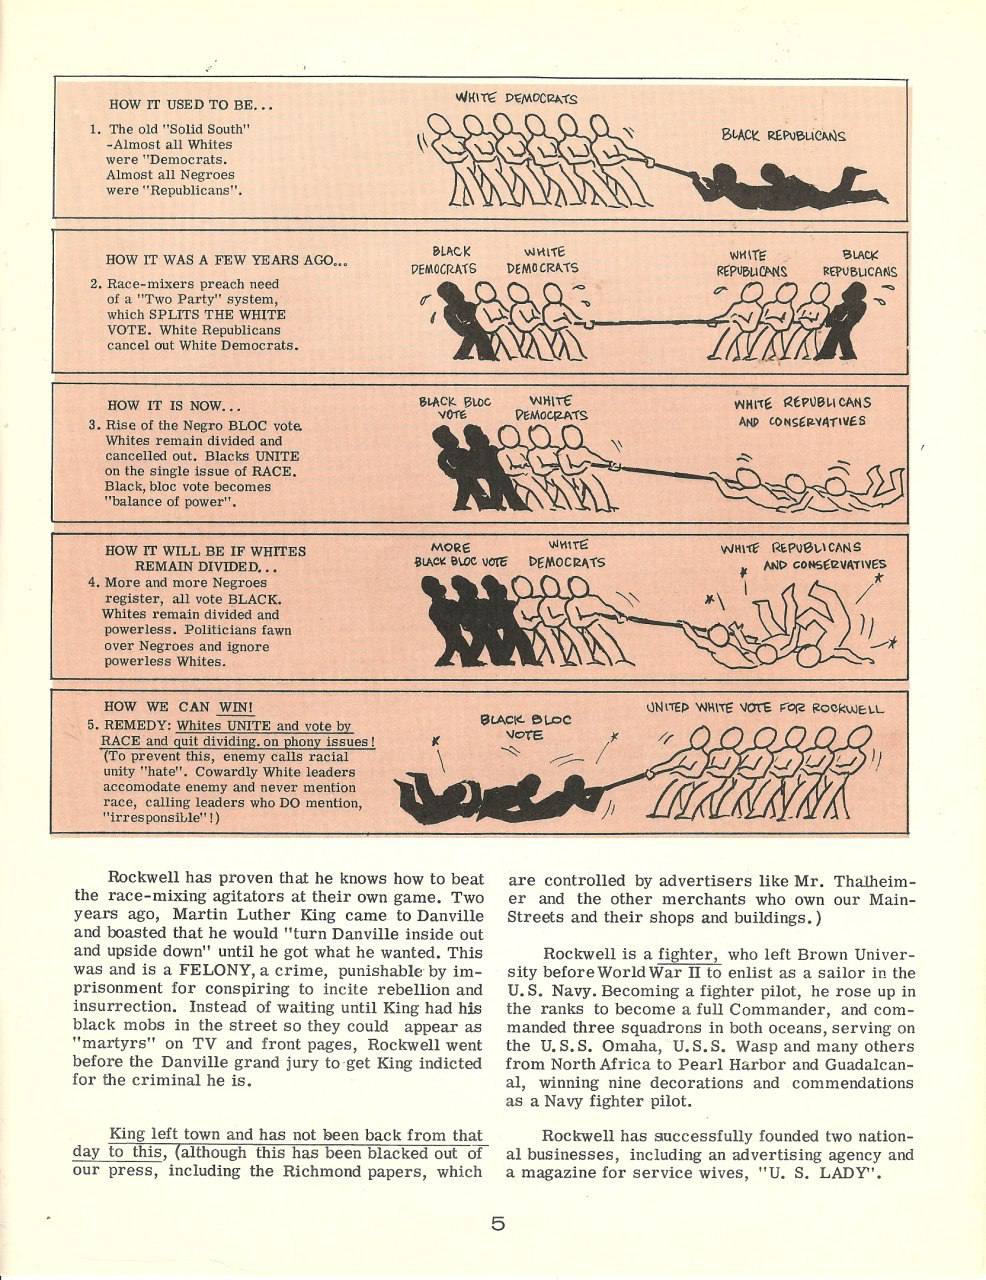 HOW IT USED TO BE...
1. The old "Solid South"
-Almost all Whites
were "Democrats.
Almost all Negroes
were "Republicans".
WHITE DEMOCRATS
BLACK REPUBLICANS
HOW IT WAS A FEW YEARS AGO...
2. Race-mixers preach need
of a "Two Party" system,
which SPLITS THE WHITE
VOTE. White Republicans
cancel out White Democrats.
BLACK
DEMOCRATS
WHITE
DEMOCRATS
WHITE
REPUBLICANS
BLACK
REPUBLICANS
HOW IT IS NOW...
3. Rise of the Negro BLOC vote.
Whites remain divided and
cancelled out. Blacks UNITE
on the single issue of RACE.
Black, bloc vote becomes
"balance of power".
BLACK BLOC
VOTE
WHITE
DEMOCRATS
WHITE REPUBLICANS
AND CONSERVATIVES
HOW IT WILL BE IF WHITES
REMAIN DIVIDED...
4. More and more Negroes
register, all vote BLACK.
Whites remain divided and
powerless. Politicians fawn
over Negroes and ignore
powerless Whites.
MORE
BLACK BLOC VOTE
WHITE
DEMOCRATS
WHITE REPUBLICANS
AND CONSERVATIVES
HOW WE CAN WIN!
5. REMEDY: Whites UNITE and vote by
RACE and quit dividing on phony issues!
(To prevent this, enemy calls racial
unity "hate". Cowardly White leaders
accomodate enemy and never mention
race, calling leaders who DO mention,
"irresponsible"!)
BLACK BLOC
VOTE
UNITED WHITE VOTE FOR ROCKWELL
Rockwell has proven that he knows how to beat
the race-mixing agitators at their own game. Two
years ago, Martin Luther King came to Danville
and boasted that he would "turn Danville inside out
and upside down" until he got what he wanted. This
was and is a FELONY, a crime, punishable by im-
prisonment for conspiring to incite rebellion and
insurrection. Instead of waiting until King had his
black mobs in the street so they could appear as
"martyrs" on TV and front pages, Rockwell went
before the Danville grand jury to get King indicted
for the criminal he is.
King left town and has not been back from that
day to this, (although this has been blacked out of
our press, including the Richmond papers, which
are controlled by advertisers like Mr. Thalheim-
er and the other merchants who own our Main-
Streets and their shops and buildings.)
Rockwell is a fighter, who left Brown Univer-
sity before World War II to enlist as a sailor in the
U.S. Navy. Becoming a fighter pilot, he rose up in
the ranks to become a full Commander, and com-
manded three squadrons in both oceans, serving on
the U.S.S. Omaha, U.S.S. Wasp and many others
from North Africa to Pearl Harbor and Guadalcan-
al, winning nine decorations and commendations
as a Navy fighter pilot.
Rockwell has successfully founded two nation-
al businesses, including an advertising agency and
a magazine for service wives, "U. S. LADY".
5